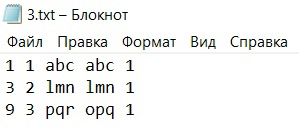 3.txt – Блокнот
Файл Правка Формат Вид Справка
1 1 abc abc 1
3 2 lmn lmn 1
9 3 pqr opq 1